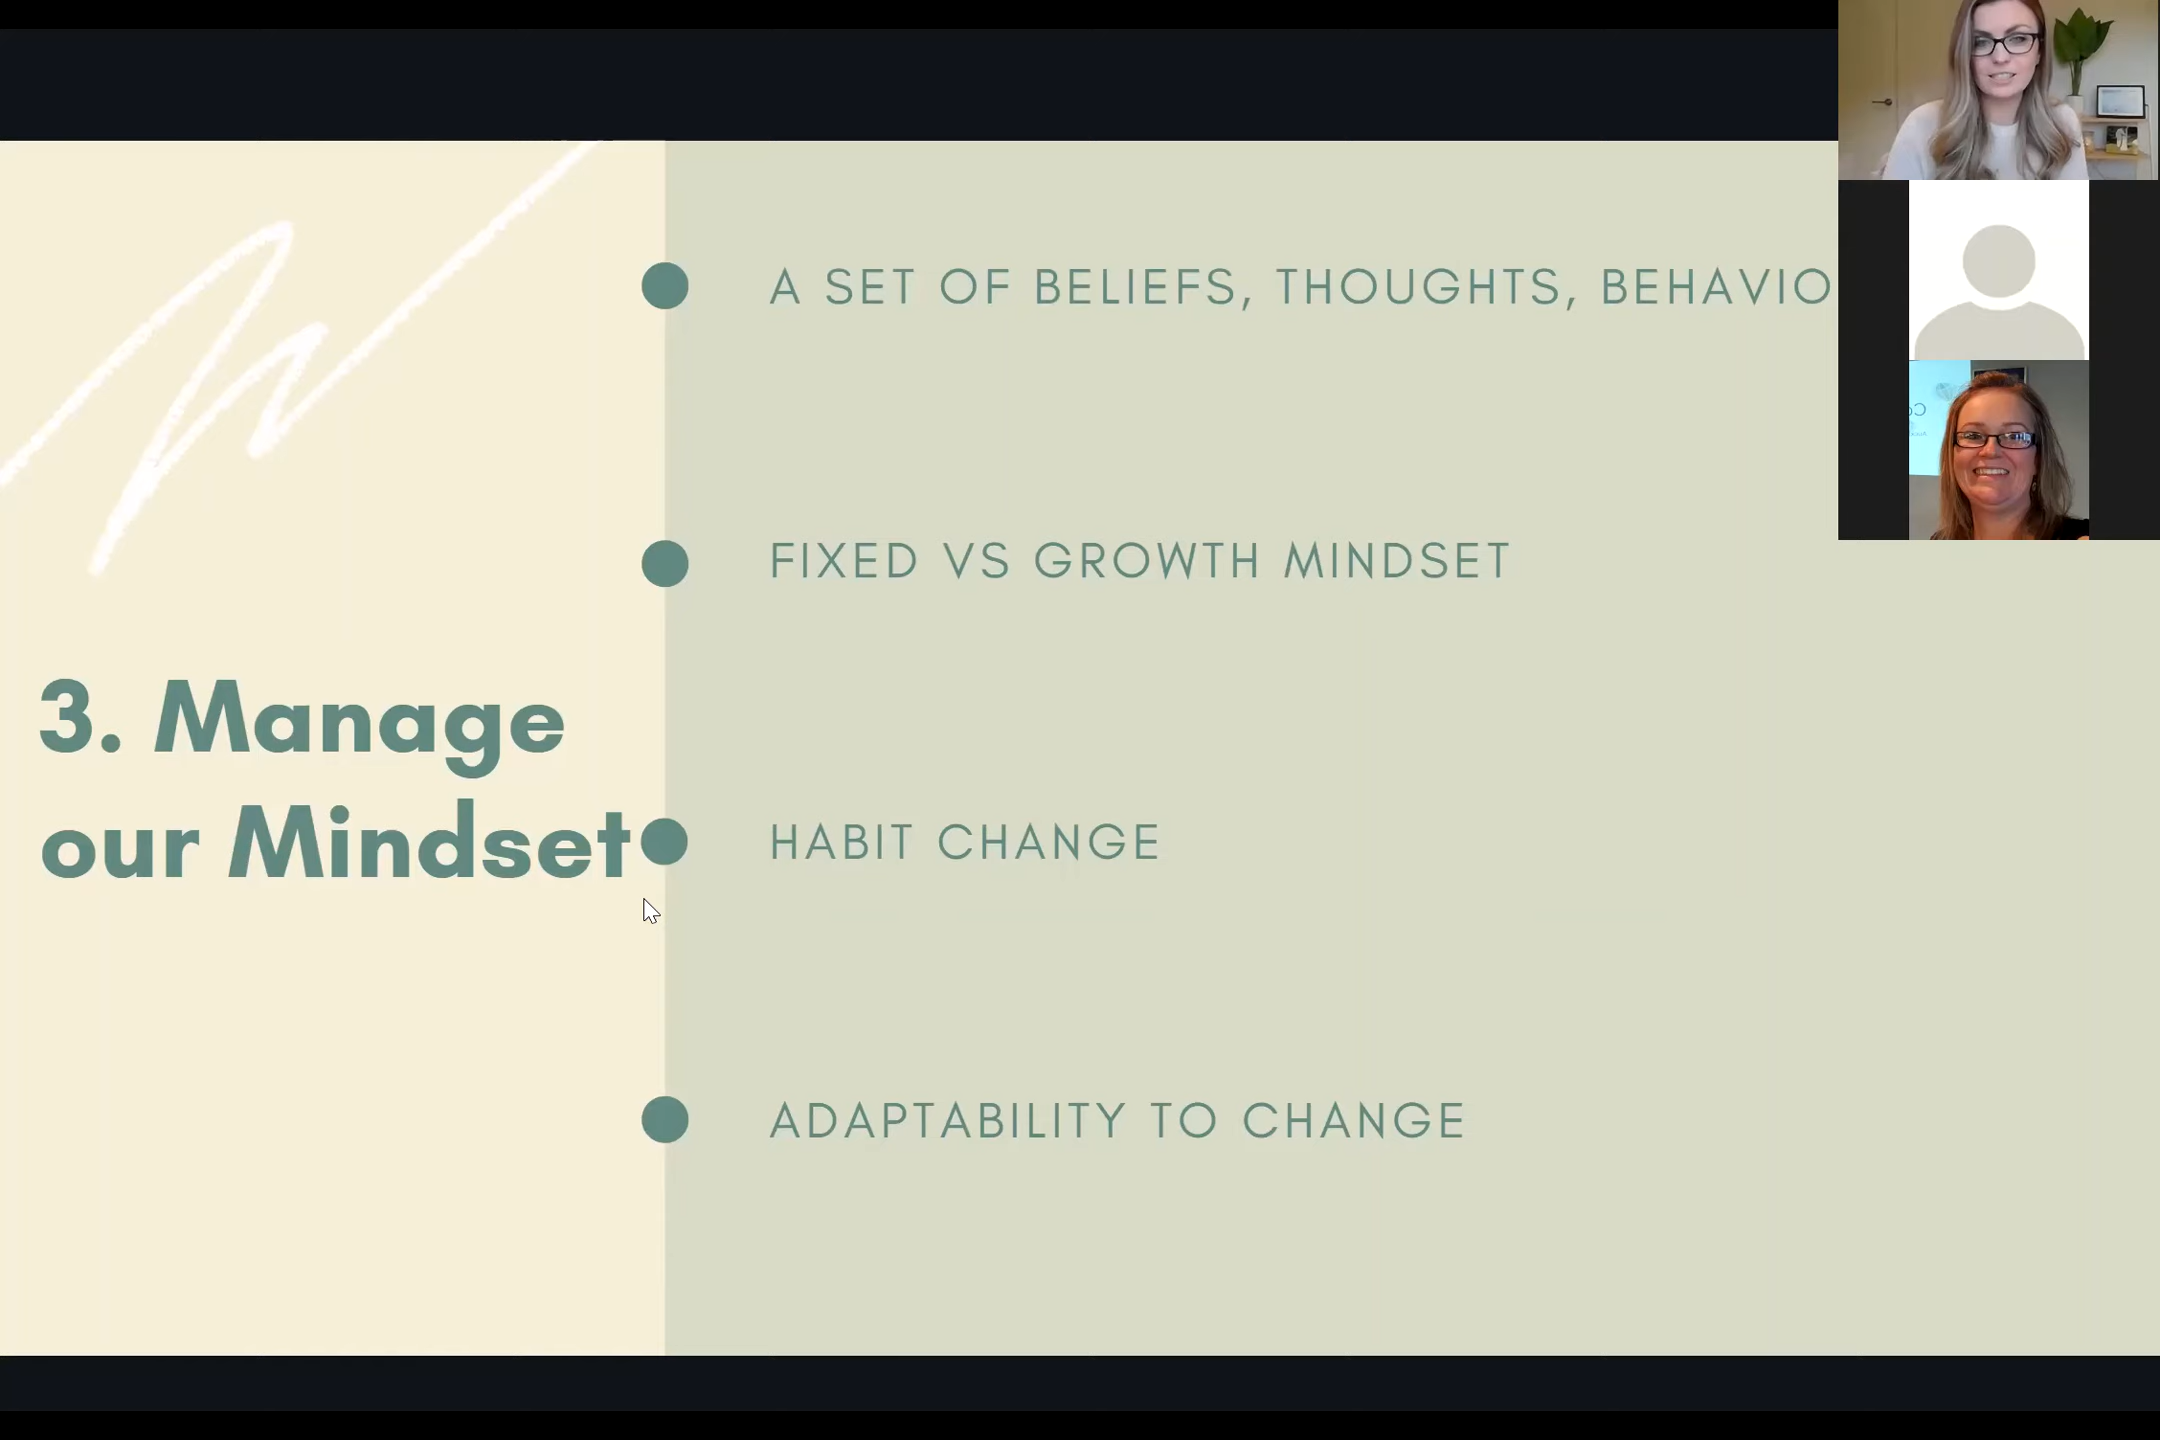 3. Manage
our Mindset
A SET OF BELIEFS, THOUGHTS, BEHAVIO
FIXED VS GROWTH MINDSET
HABIT CHANGE
ADAPTABILITY TO CHANGE